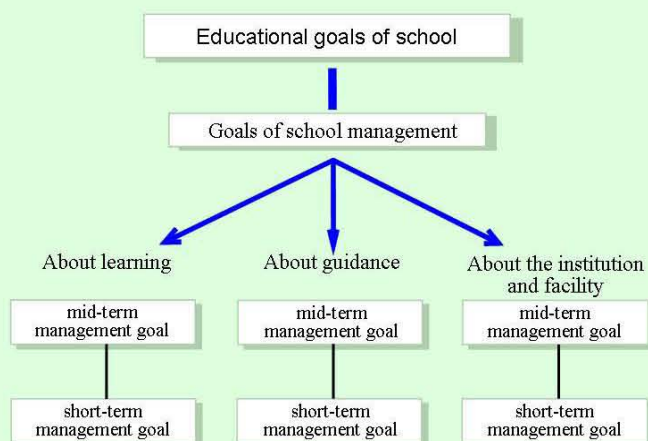 Educational goals of school
Goals of school management
About learning
About guidance
About the institution
and facility
mid-term
management goal
mid-term
management goal
mid-term
management goal
short-term
management goal
short-term
management goal
short-term
management goal